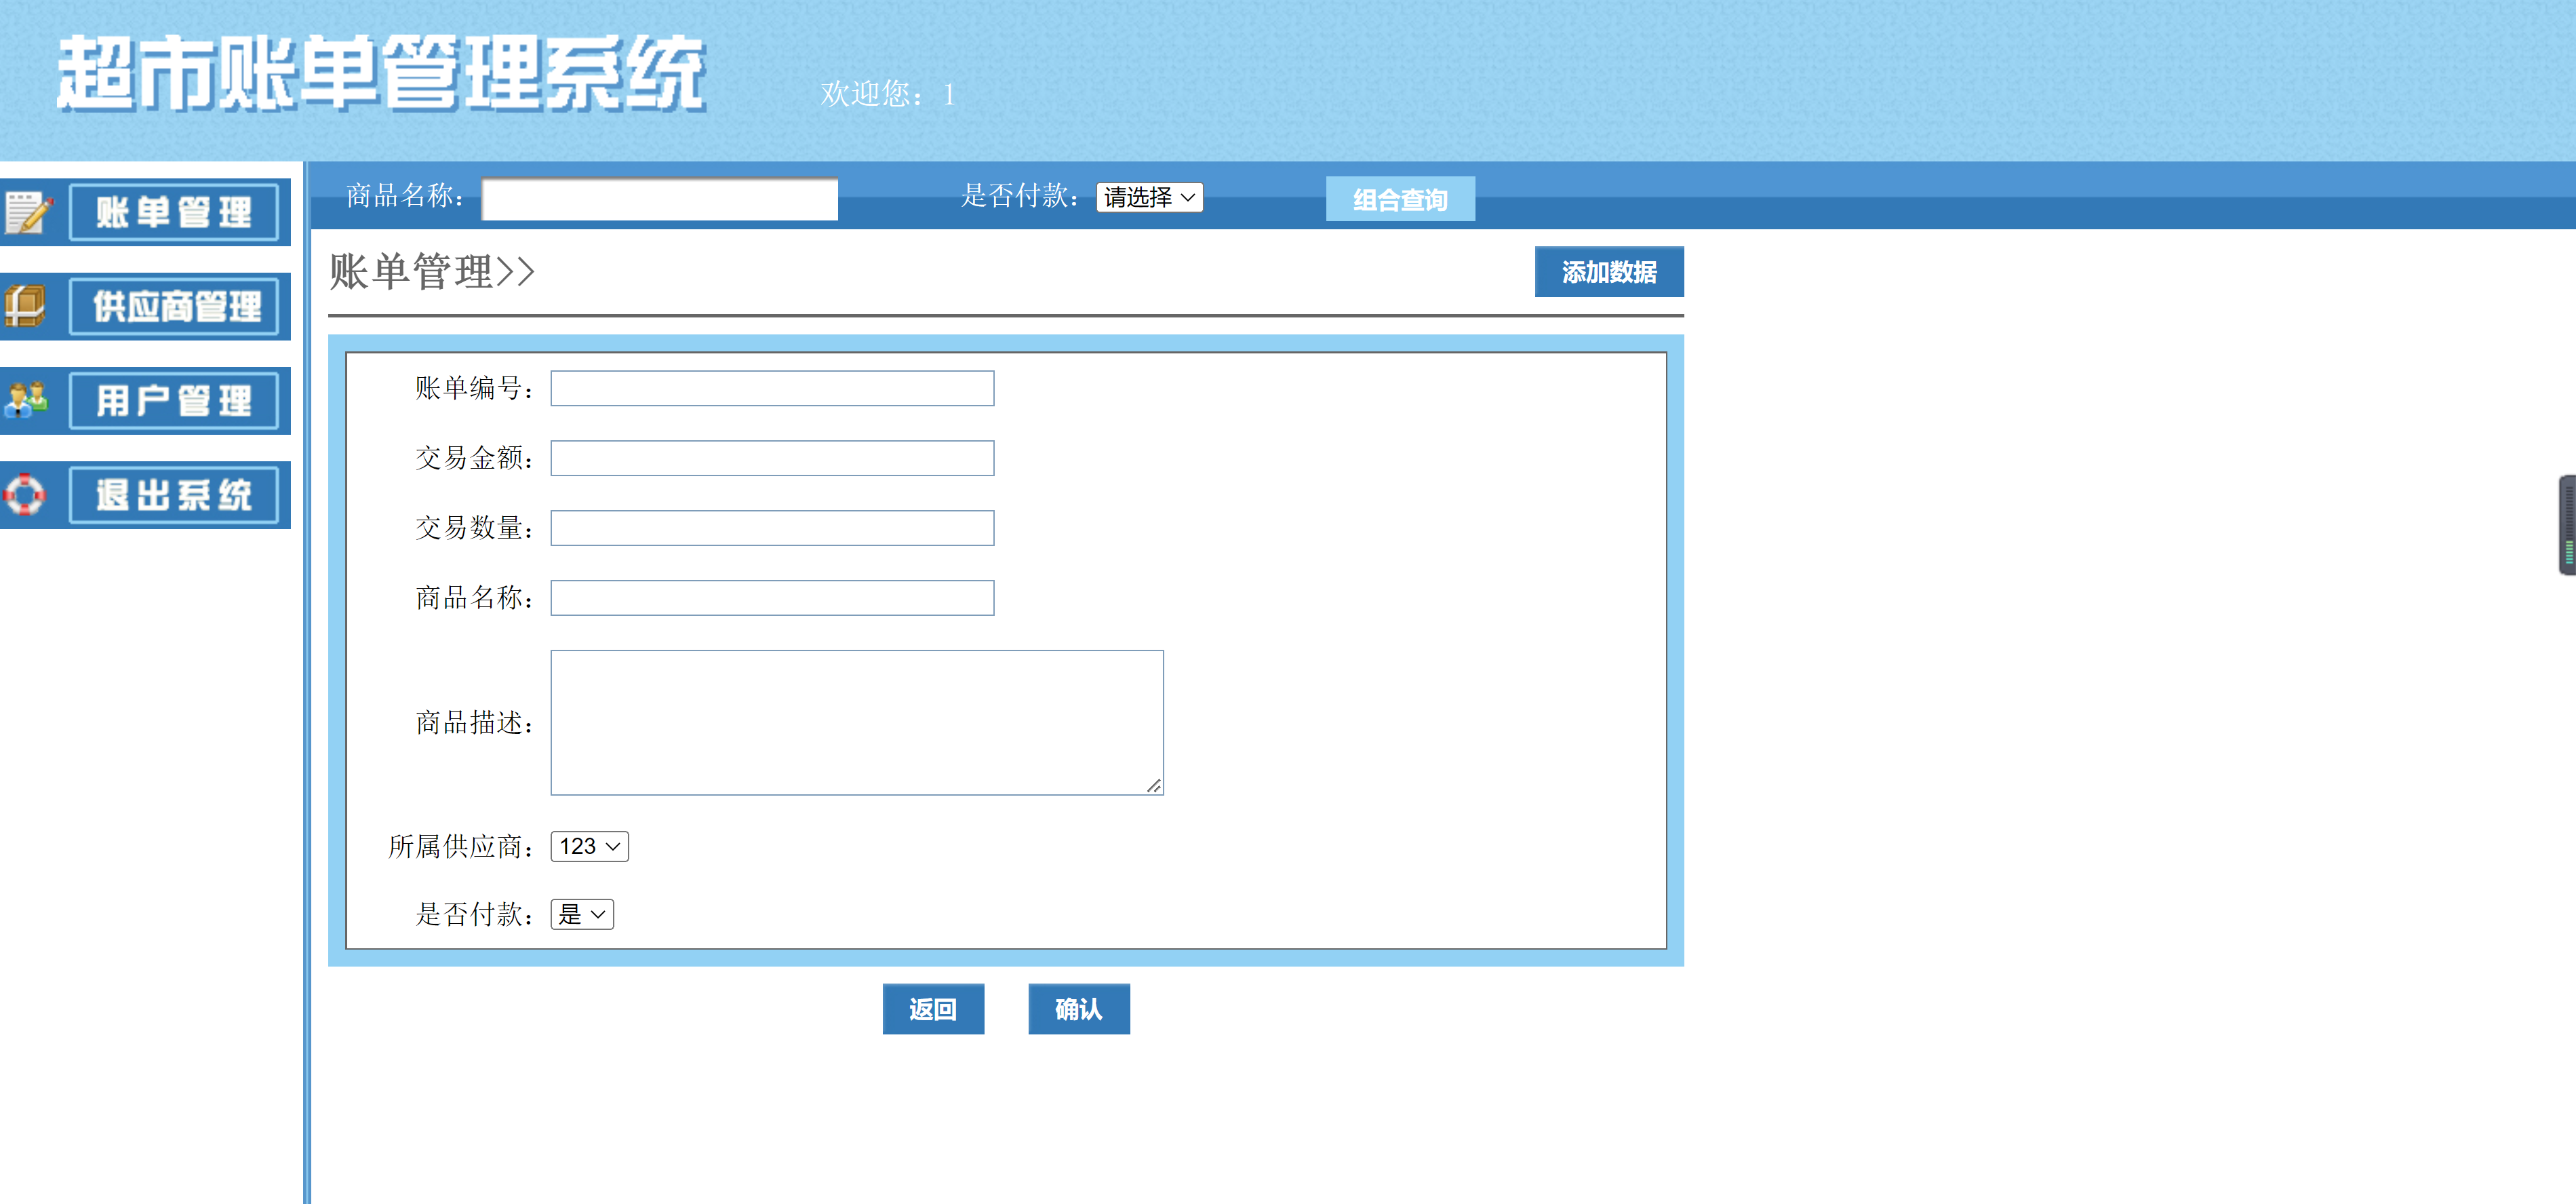 超市账单管理系统
欢迎您：1
商品名称： 是否付款： 请选择 组合查询
账单管理
供应商管理
用户管理
退出系统
账单管理>>
添加数据
账单编号：
交易金额：
交易数量：
商品名称：
商品描述：
所属供应商： 123
是否付款： 是
返回 确认